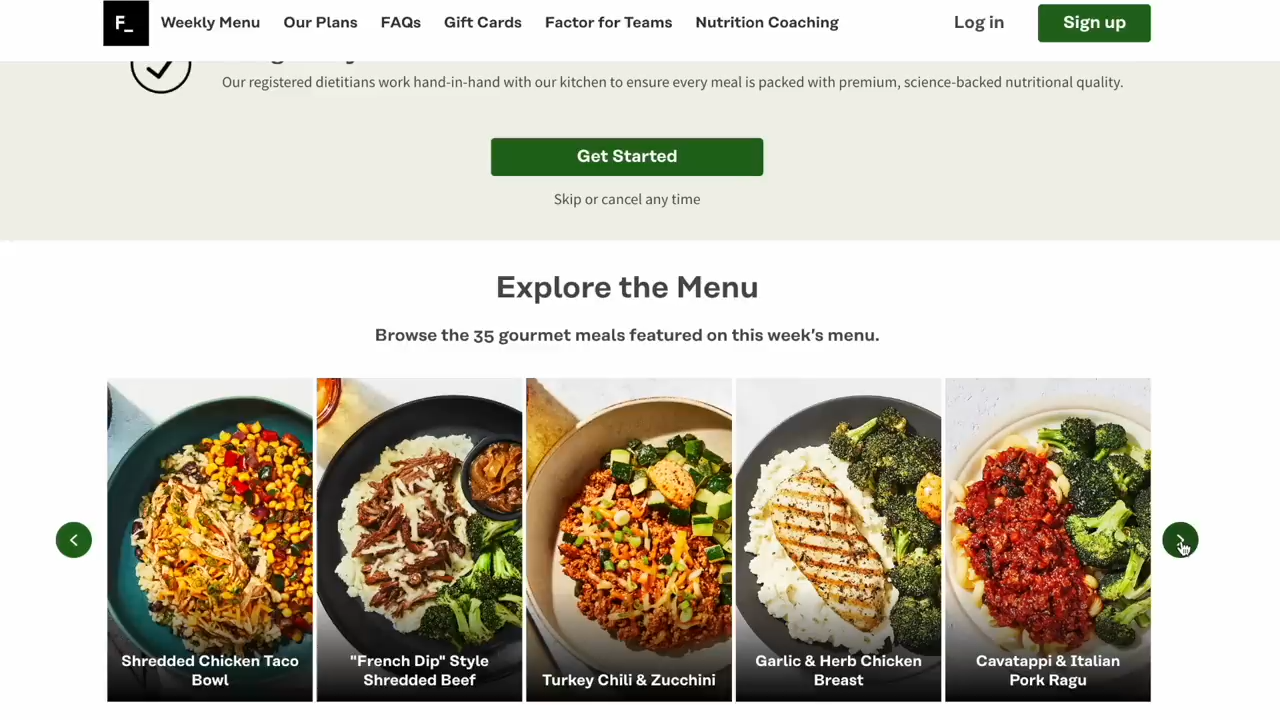 F_ Weekly Menu Our Plans FAQs Gift Cards Factor for Teams Nutrition Coaching Log in Sign up
Our registered dietitians work hand-in-hand with our kitchen to ensure every meal is packed with premium, science-backed nutritional quality.
Get Started
Skip or cancel any time
Explore the Menu
Browse the 35 gourmet meals featured on this week's menu.
Shredded Chicken Taco
Bowl
"French Dip" Style
Shredded Beef
Turkey Chili & Zucchini
Garlic & Herb Chicken
Breast
Cavatappi & Italian
Pork Ragu